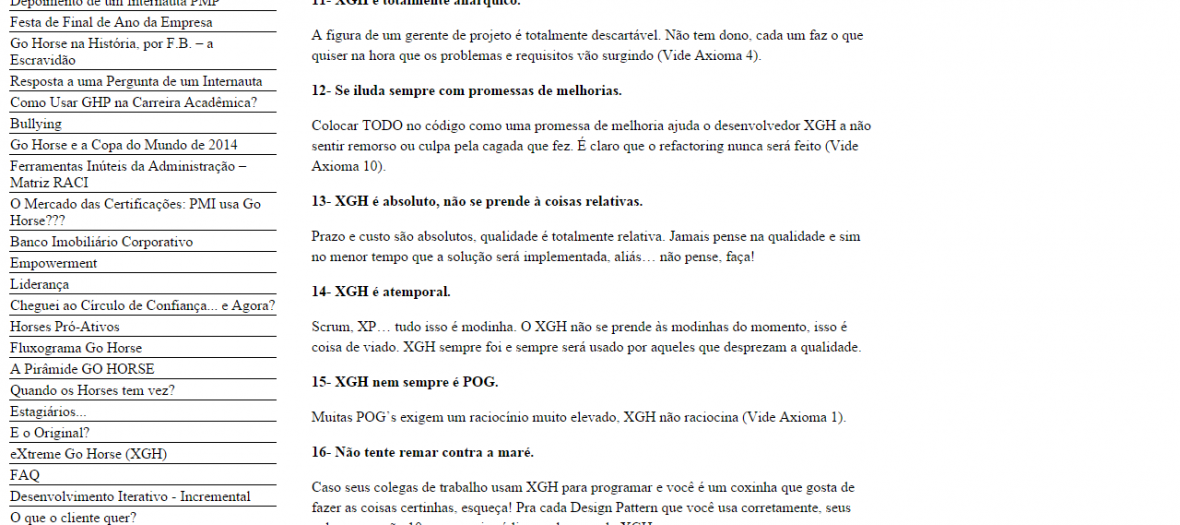 Depoimento de um Internauta PMP
Festa de Final de Ano da Empresa
Go Horse na História, por F.B. – a
Escravidão
Resposta a uma Pergunta de um Internauta
Como Usar GHP na Carreira Acadêmica?
Bullying
Go Horse e a Copa do Mundo de 2014
Ferramentas Inúteis da Administração –
Matriz RACI
O Mercado das Certificações: PMI usa Go
Horse???
Banco Imobiliário Corporativo
Empowerment
Liderança
Cheguei ao Círculo de Confiança... e Agora?
Horses Pró-Ativos
Fluxograma Go Horse
A Pirâmide GO HORSE
Quando os Horses tem vez?
Estagiários...
E o Original?
eXtreme Go Horse (XGH)
FAQ
Desenvolvimento Iterativo - Incremental
O que o cliente quer?
11- XGH é totalmente anárquico.
A figura de um gerente de projeto é totalmente descartável. Não tem dono, cada um faz o que
quiser na hora que os problemas e requisitos vão surgindo (Vide Axioma 4).
12- Se iluda sempre com promessas de melhorias.
Colocar TODO no código como uma promessa de melhoria ajuda o desenvolvedor XGH a não
sentir remorso ou culpa pela cagada que fez. É claro que o refactoring nunca será feito (Vide
Axioma 10).
13- XGH é absoluto, não se prende à coisas relativas.
Prazo e custo são absolutos, qualidade é totalmente relativa. Jamais pense na qualidade e sim
no menor tempo que a solução será implementada, aliás… não pense, faça!
14- XGH é atemporal.
Scrum, XP… tudo isso é modinha. O XGH não se prende às modinhas do momento, isso é
coisa de viado. XGH sempre foi e sempre será usado por aqueles que desprezam a qualidade.
15- XGH nem sempre é POG.
Muitas POG's exigem um raciocínio muito elevado, XGH não raciocina (Vide Axioma 1).
16- Não tente remar contra a maré.
Caso seus colegas de trabalho usam XGH para programar e você é um coxinha que gosta de
fazer as coisas certinhas, esqueça! Pra cada Design Pattern que você usa corretamente, seus